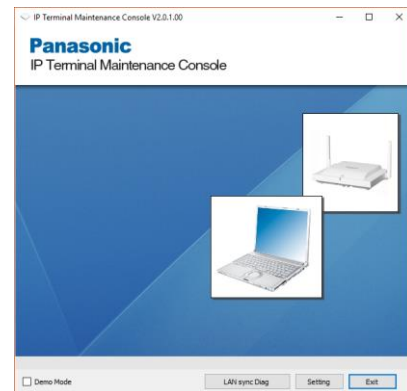 IP Terminal Maintenance Console V2.0.1.00
Panasonic
IP Terminal Maintenance Console
Demo Mode
LAN sync Diag
Setting
Exit